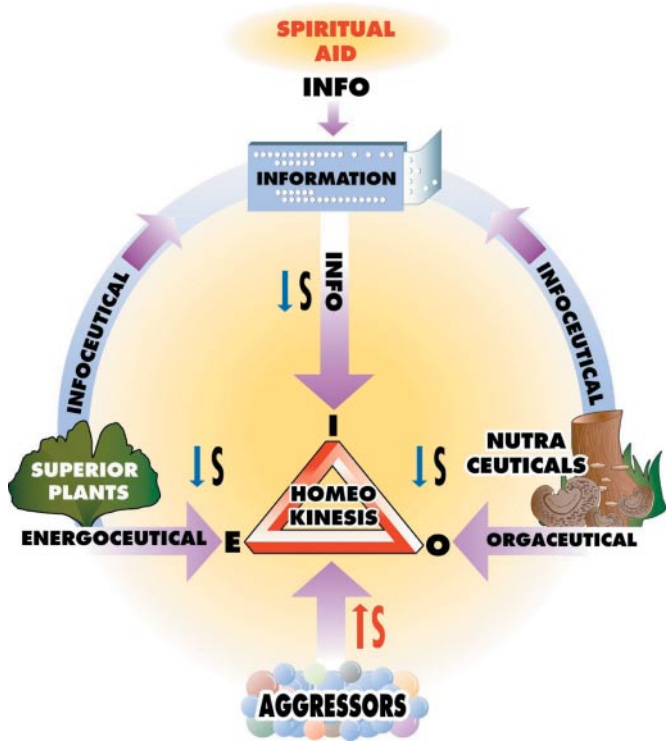 SPIRITUAL
AID
INFO
INFORMATION
INFOCEUTICAL
INFOCEUTICAL
↓S
INFO
I
↓S
↓S
SUPERIOR
PLANTS
HOMEO
KINESIS
NUTRA
CEUTICALS
ENERGOCEUTICAL
E
O
ORGACEUTICAL
↑S
AGGRESSORS